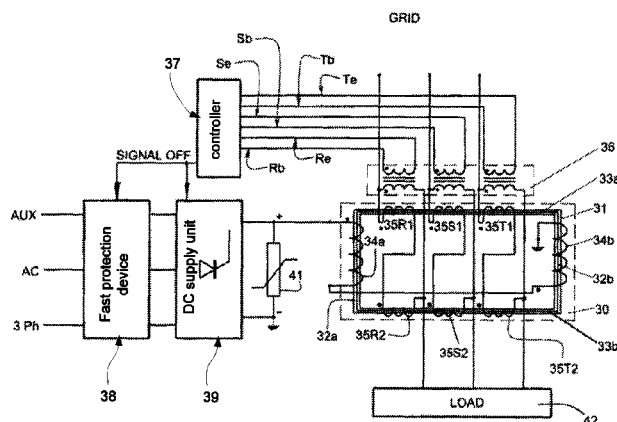 GRID
Sb
Se
Tb
Te
37
controller
Rb
Re
36
33a
31
SIGNAL OFF
AUX
AC
3 Ph
Fast protection device
DC supply unit
+
41
-
34a
35R1
35S1
35T1
34b
32b
30
32a
35R2
35S2
35T2
33b
38
39
LOAD
42